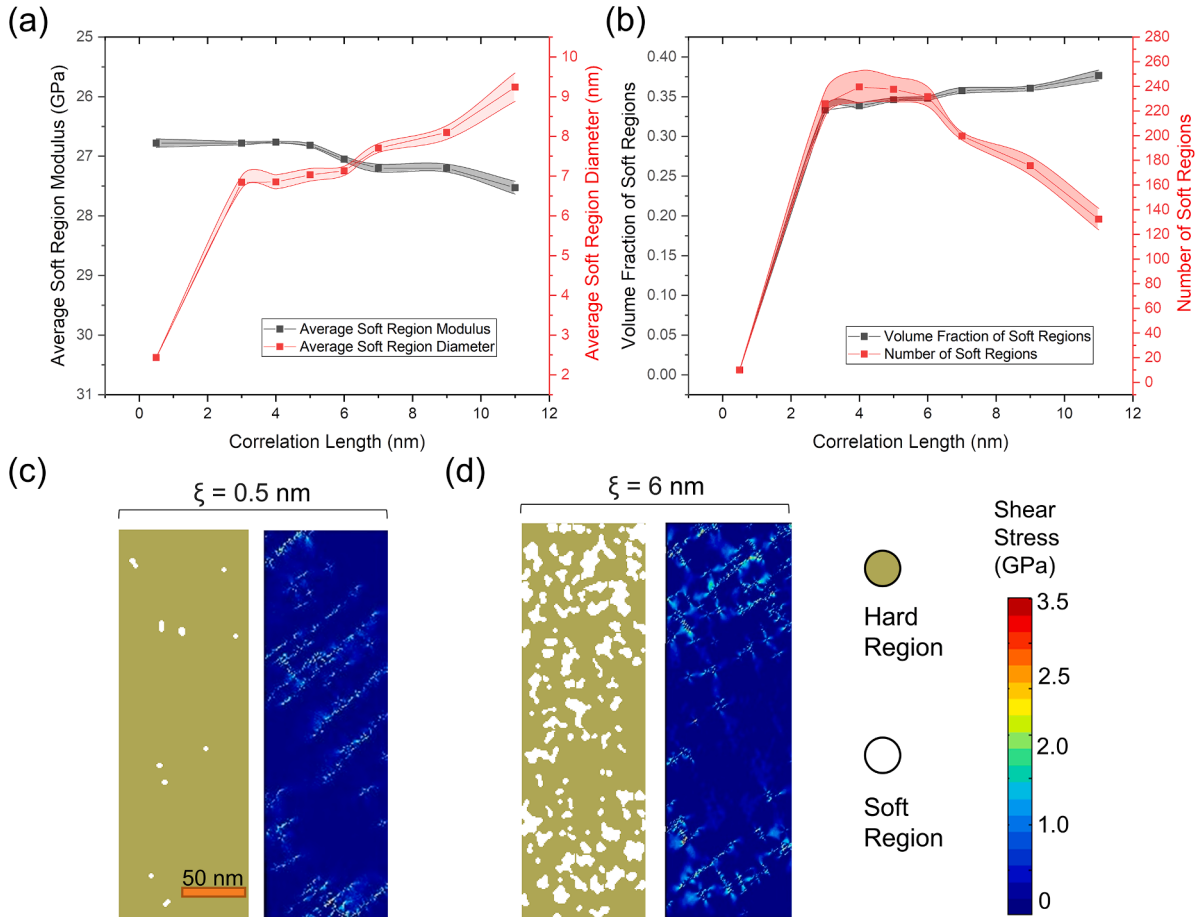 (a)
25
26
27
28
29
30
31
Average Soft Region Modulus (GPa)
10
9
8
7
6
5
4
3
2
Average Soft Region Diameter (nm)
Average Soft Region Modulus
Average Soft Region Diameter
0 2 4 6 8 10 12
Correlation Length (nm)
(b)
0.40
0.35
0.30
0.25
0.20
0.15
0.10
0.05
0.00
Volume Fraction of Soft Regions
280
260
240
220
200
180
160
140
120
100
80
60
40
20
0
Number of Soft Regions
Volume Fraction of Soft Regions
Number of Soft Regions
0 2 4 6 8 10 12
Correlation Length (nm)
(c)
ξ = 0.5 nm
50 nm
(d)
ξ = 6 nm
Hard
Region
Soft
Region
Shear
Stress
(GPa)
3.5
2.5
2.0
1.0
0